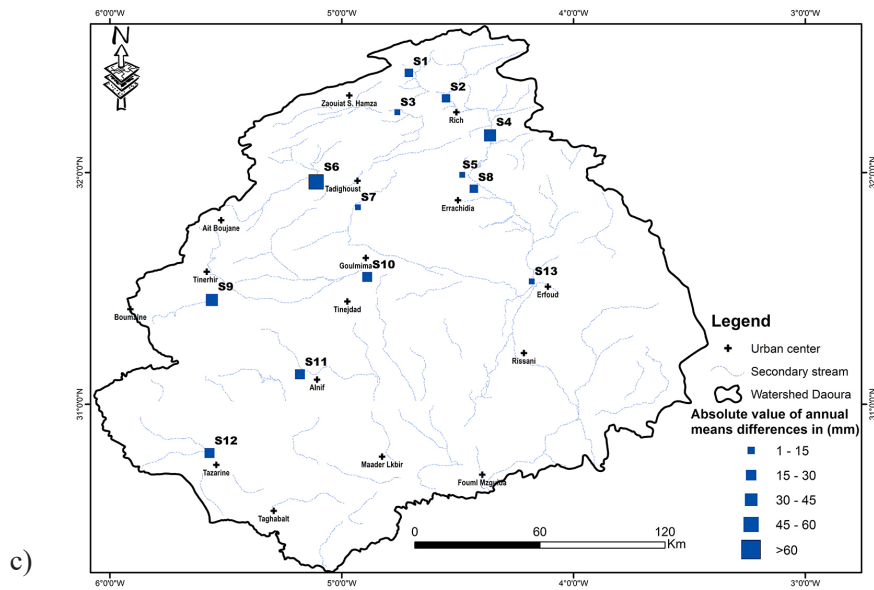 6°0'0"W
5°0'0"W
4°0'0"W
3°0'0"W
N
S1
Zaouiat S. Hamza
S2
S3
Rich
S4
32°0'0"N
32°0'0"N
S6
S5
S8
Tadighoust
S7
Errachidia
Ait Boujane
Goulmima
S10
Tinerhir
S13
S9
Erfoud
Tinejdad
Boumalne
Legend
Urban center
Rissani
S11
Secondary stream
Alnif
Watershed Daoura
31°0'0"N
31°0'0"N
Absolute value of annual
means differences in (mm)
S12
1 - 15
Maader Lkbir
Tazarine
15 - 30
Fouml Mzguida
30 - 45
Taghabalt
45 - 60
0
60
120
Km
>60
c)
6°0'0"W
5°0'0"W
4°0'0"W
3°0'0"W